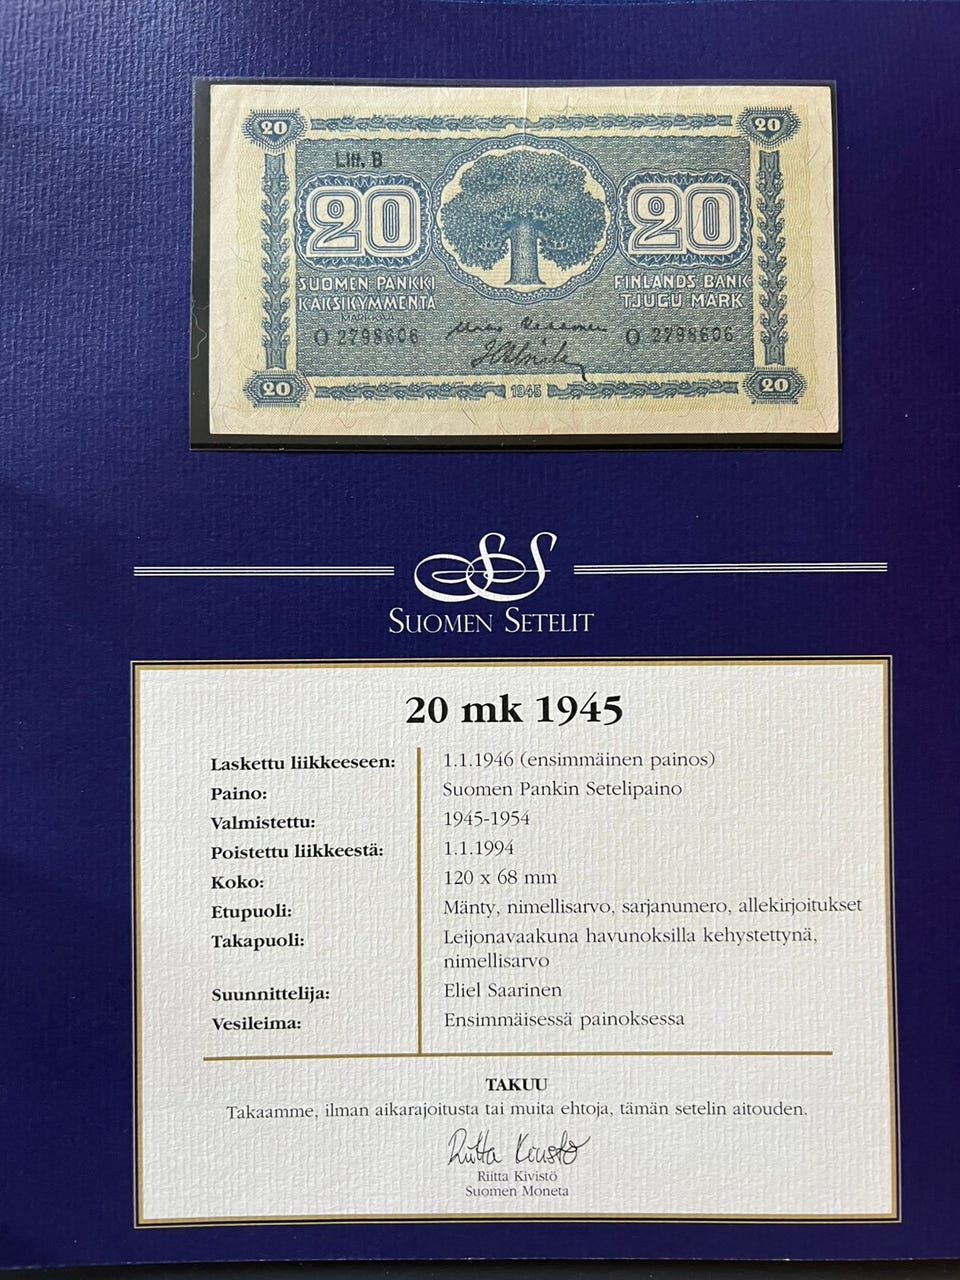 20 20
Litt. B
20 20
SUOMEN PANKKI FINLANDS BANK
KAKSIKYMMENTÄ TJUGU MARK
MARKKAA
O 2798606 O 2798606
20 1945 20
SS
SUOMEN SETELIT
20 mk 1945
Laskettu liikkeeseen: 1.1.1946 (ensimmäinen painos)
Paino: Suomen Pankin Setelipaino
Valmistettu: 1945-1954
Poistettu liikkeestä: 1.1.1994
Koko: 120 x 68 mm
Etupuoli: Mänty, nimellisarvo, sarjanumero, allekirjoitukset
Takapuoli: Leijonavaakuna havunoksilla kehystettynä,
nimellisarvo
Suunnittelija: Eliel Saarinen
Vesileima: Ensimmäisessä painoksessa
TAKUU
Takaamme, ilman aikarajoitusta tai muita ehtoja, tämän setelin aitouden.
Riitta Kivistö
Riitta Kivistö
Suomen Moneta